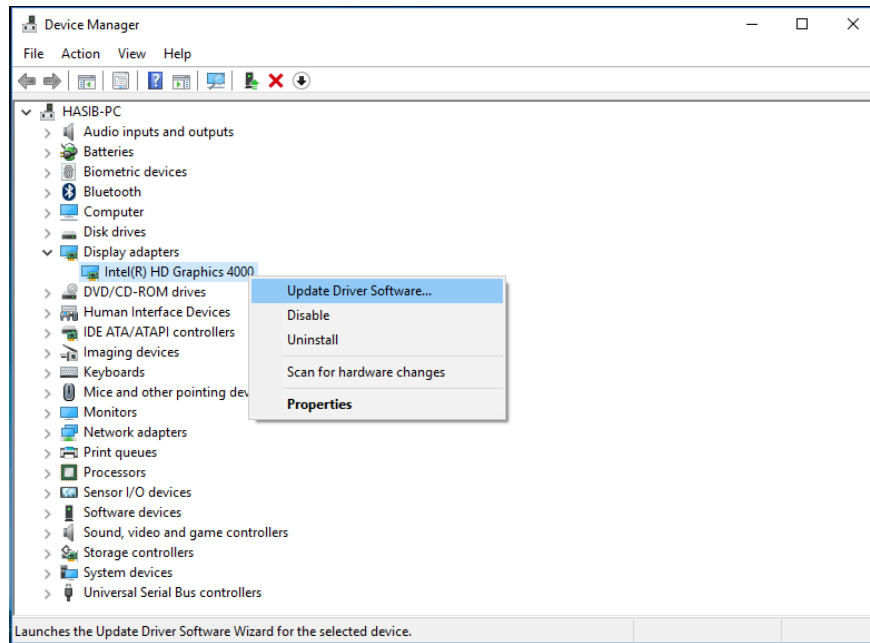 Device Manager
File Action View Help
HASIB-PC
Audio inputs and outputs
Batteries
Biometric devices
Bluetooth
Computer
Disk drives
Display adapters
Intel(R) HD Graphics 4000
DVD/CD-ROM drives
Human Interface Devices
IDE ATA/ATAPI controllers
Imaging devices
Keyboards
Mice and other pointing dev
Monitors
Network adapters
Print queues
Processors
Sensor I/O devices
Software devices
Sound, video and game controllers
Storage controllers
System devices
Universal Serial Bus controllers
Update Driver Software...
Disable
Uninstall
Scan for hardware changes
Properties
Launches the Update Driver Software Wizard for the selected device.